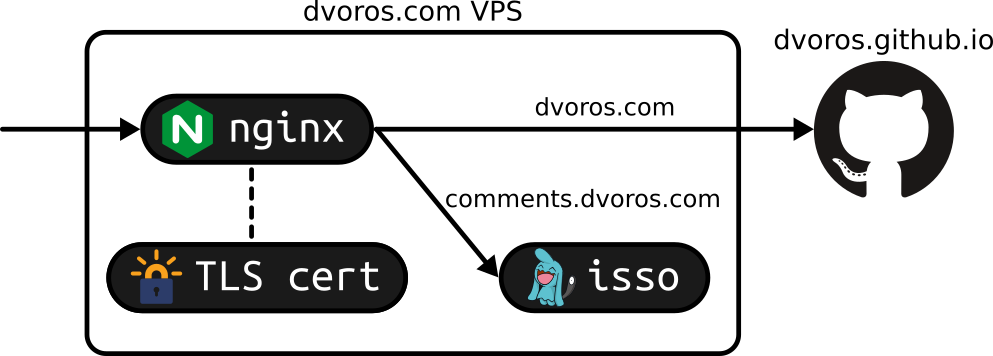 dvoros.com VPS
dvoros.github.io
nginx
dvoros.com
comments.dvoros.com
TLS cert
isso